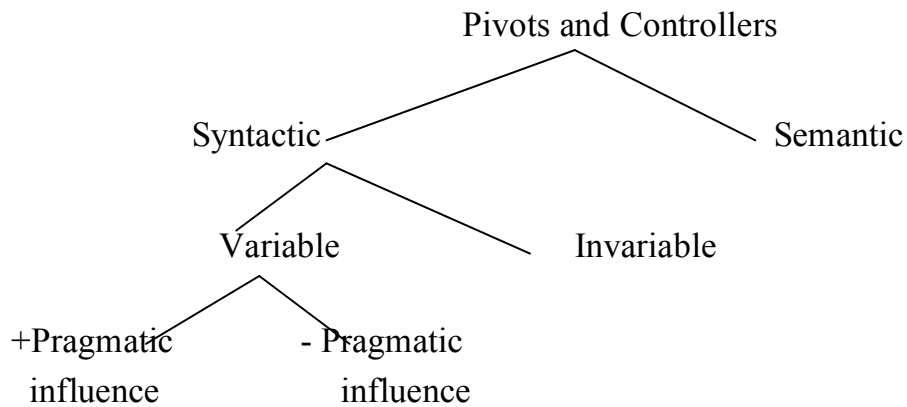 Pivots and Controllers
Syntactic Semantic
Variable Invariable
+Pragmatic - Pragmatic
influence influence